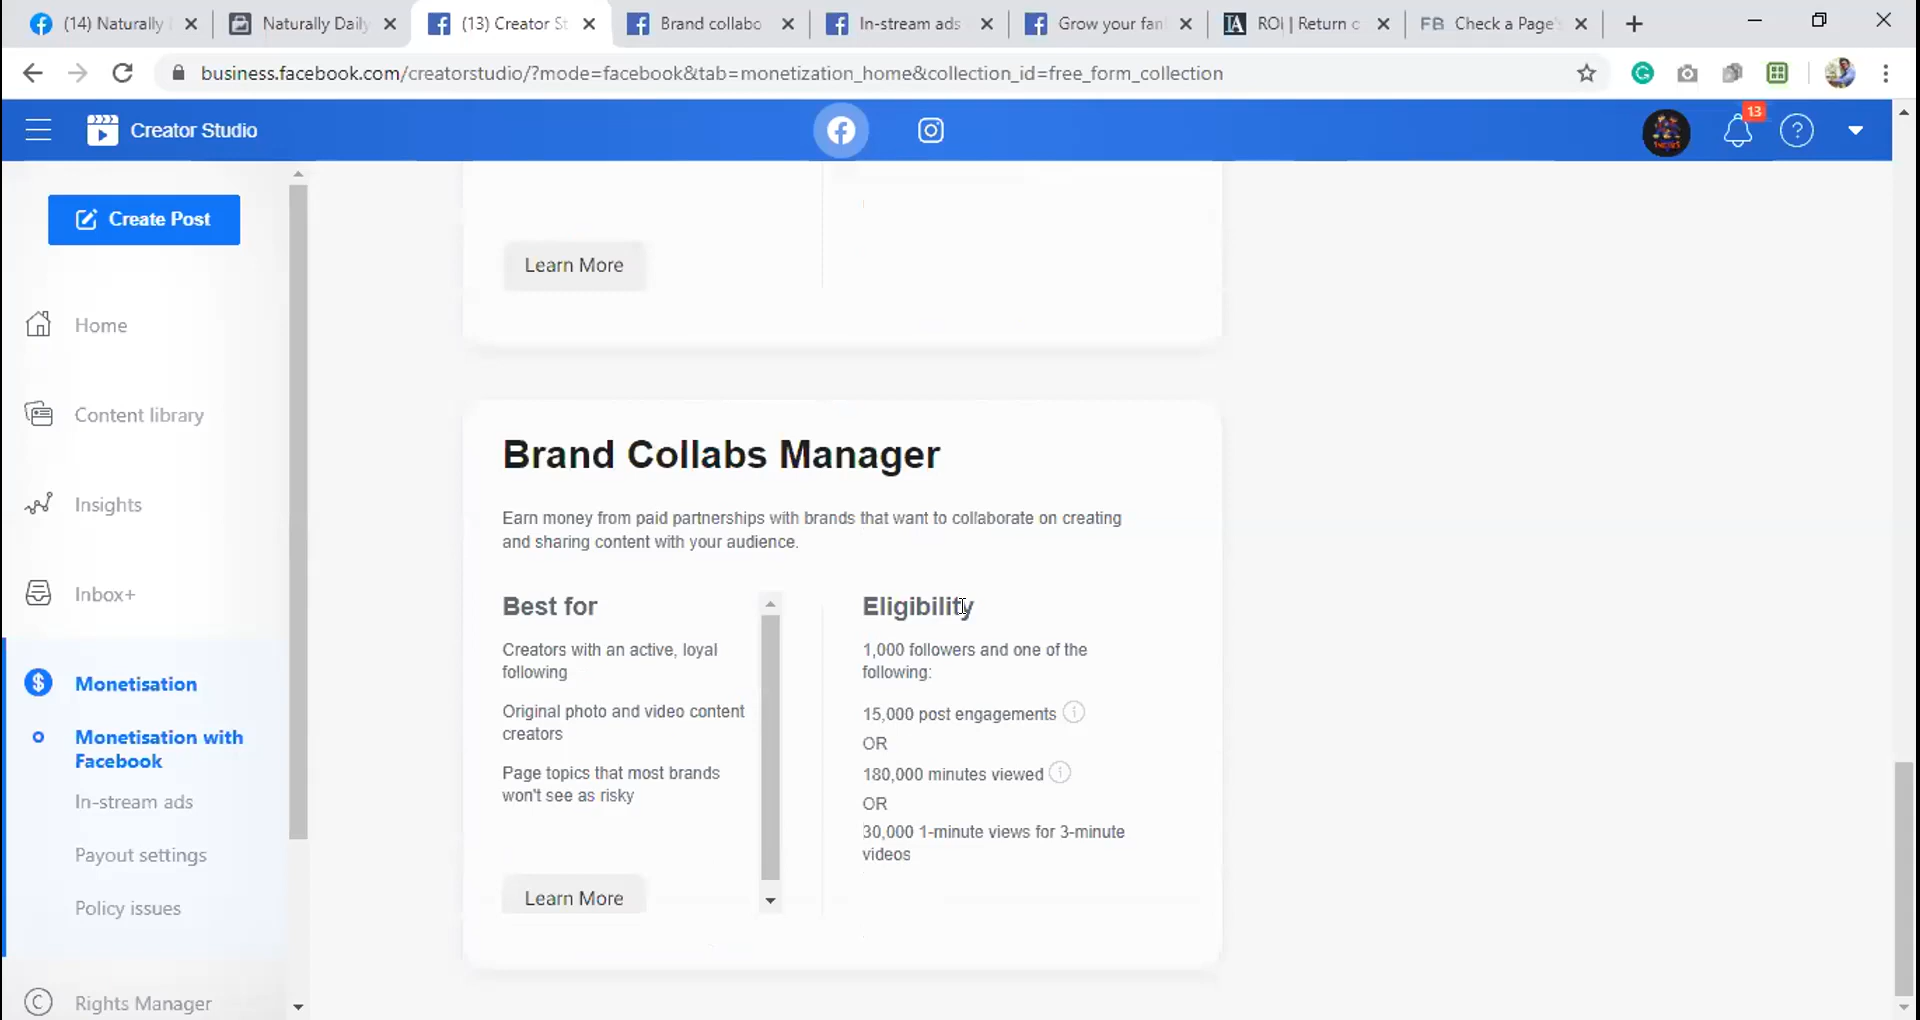 (14) Naturally
Naturally Daily
(13) Creator St
Brand collabo
In-stream ads
Grow your fan
ROI | Return o
FB Check a Page's
business.facebook.com/creatorstudio/?mode=facebook&tab=monetization_home&collection_id=free_form_collection
Creator Studio
13
Create Post
Home
Content library
Insights
Inbox+
Monetisation
Monetisation with
Facebook
In-stream ads
Payout settings
Policy issues
Rights Manager
Learn More
Brand Collabs Manager
Earn money from paid partnerships with brands that want to collaborate on creating
and sharing content with your audience.
Best for
Creators with an active, loyal
following
Original photo and video content
creators
Page topics that most brands
won't see as risky
Learn More
Eligibility
1,000 followers and one of the
following:
15,000 post engagements
OR
180,000 minutes viewed
OR
30,000 1-minute views for 3-minute
videos